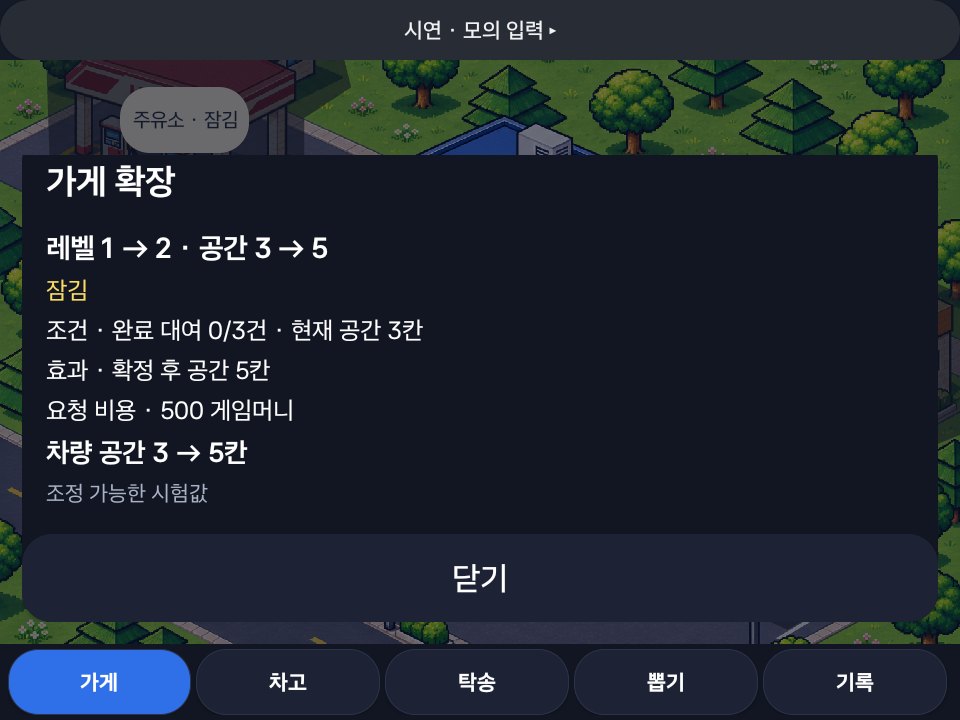 시연 · 모의 입력 ▸
주유소 · 잠김
가게 확장
레벨 1 → 2 · 공간 3 → 5
잠김
조건 · 완료 대여 0/3건 · 현재 공간 3칸
효과 · 확정 후 공간 5칸
요청 비용 · 500 게임머니
차량 공간 3 → 5칸
조정 가능한 시험값
닫기
가게 차고 탁송 뽑기 기록